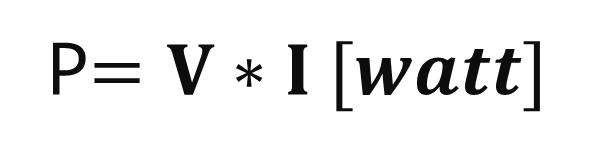 P= V * I [watt]